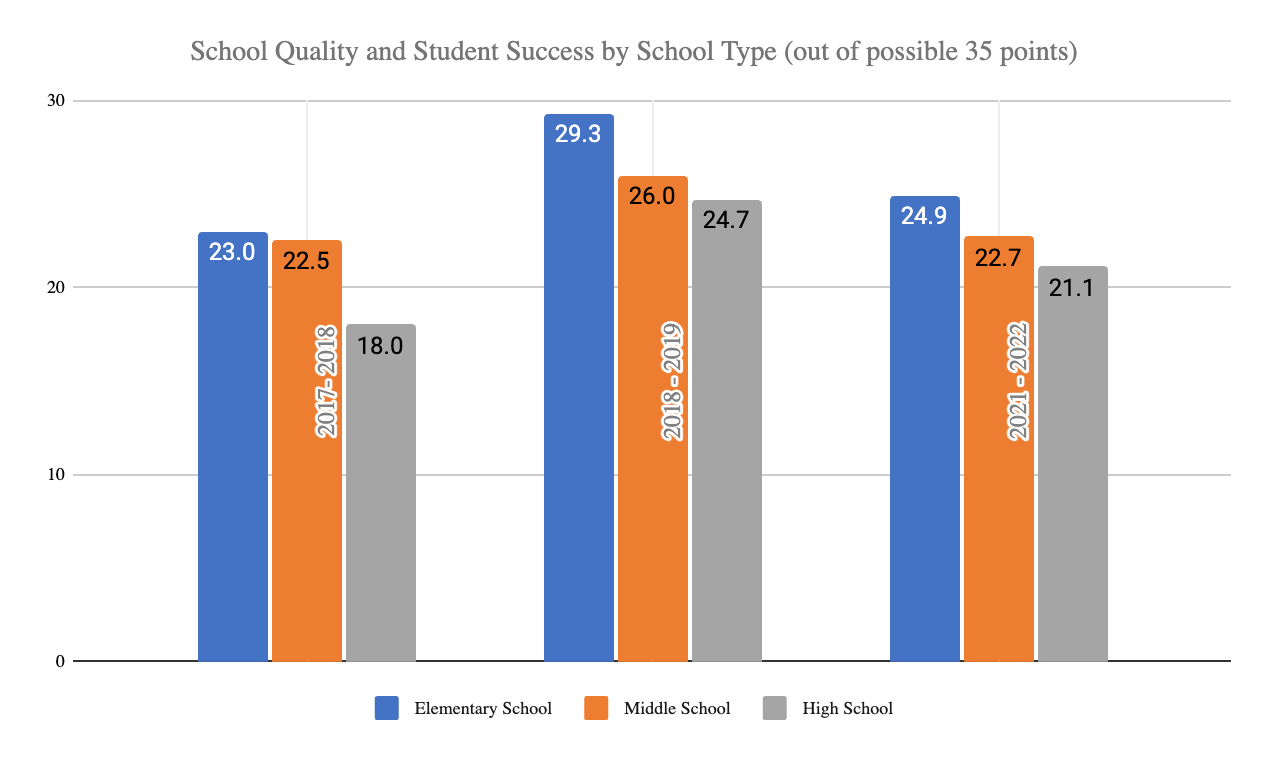 School Quality and Student Success by School Type (out of possible 35 points)
30
20
10
0
23.0
22.5
18.0
2017- 2018
29.3
26.0
24.7
2018 - 2019
24.9
22.7
21.1
2021 - 2022
Elementary School
Middle School
High School